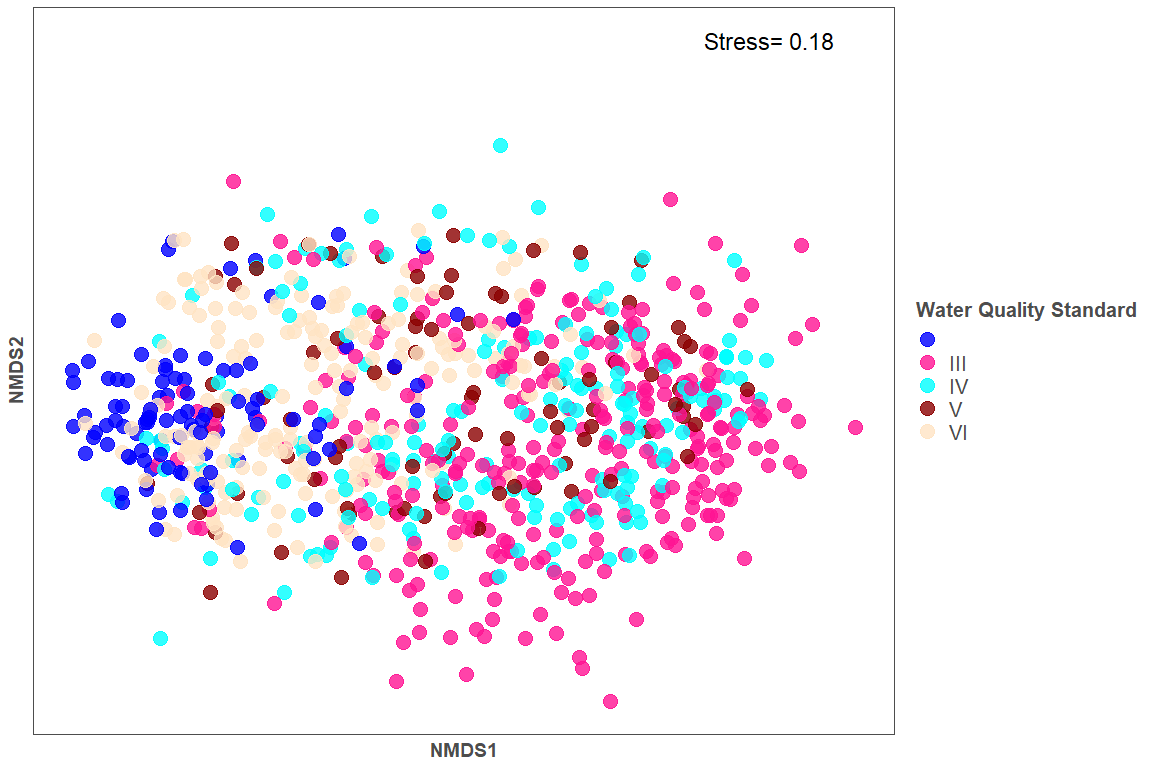 Stress= 0.18
NMDS2
NMDS1
Water Quality Standard
III
IV
V
VI